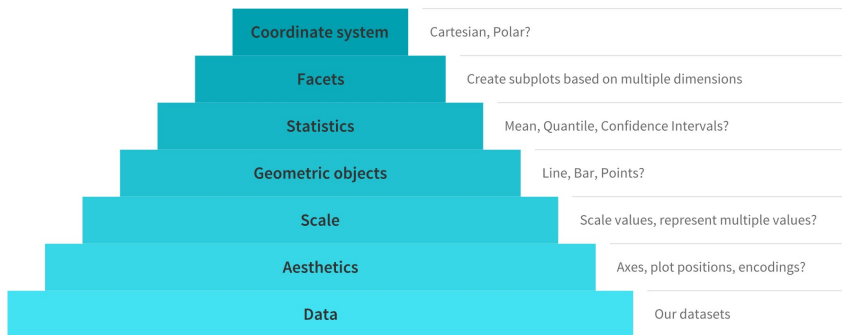 Coordinate system
Cartesian, Polar?
Facets
Create subplots based on multiple dimensions
Statistics
Mean, Quantile, Confidence Intervals?
Geometric objects
Line, Bar, Points?
Scale
Scale values, represent multiple values?
Aesthetics
Axes, plot positions, encodings?
Data
Our datasets